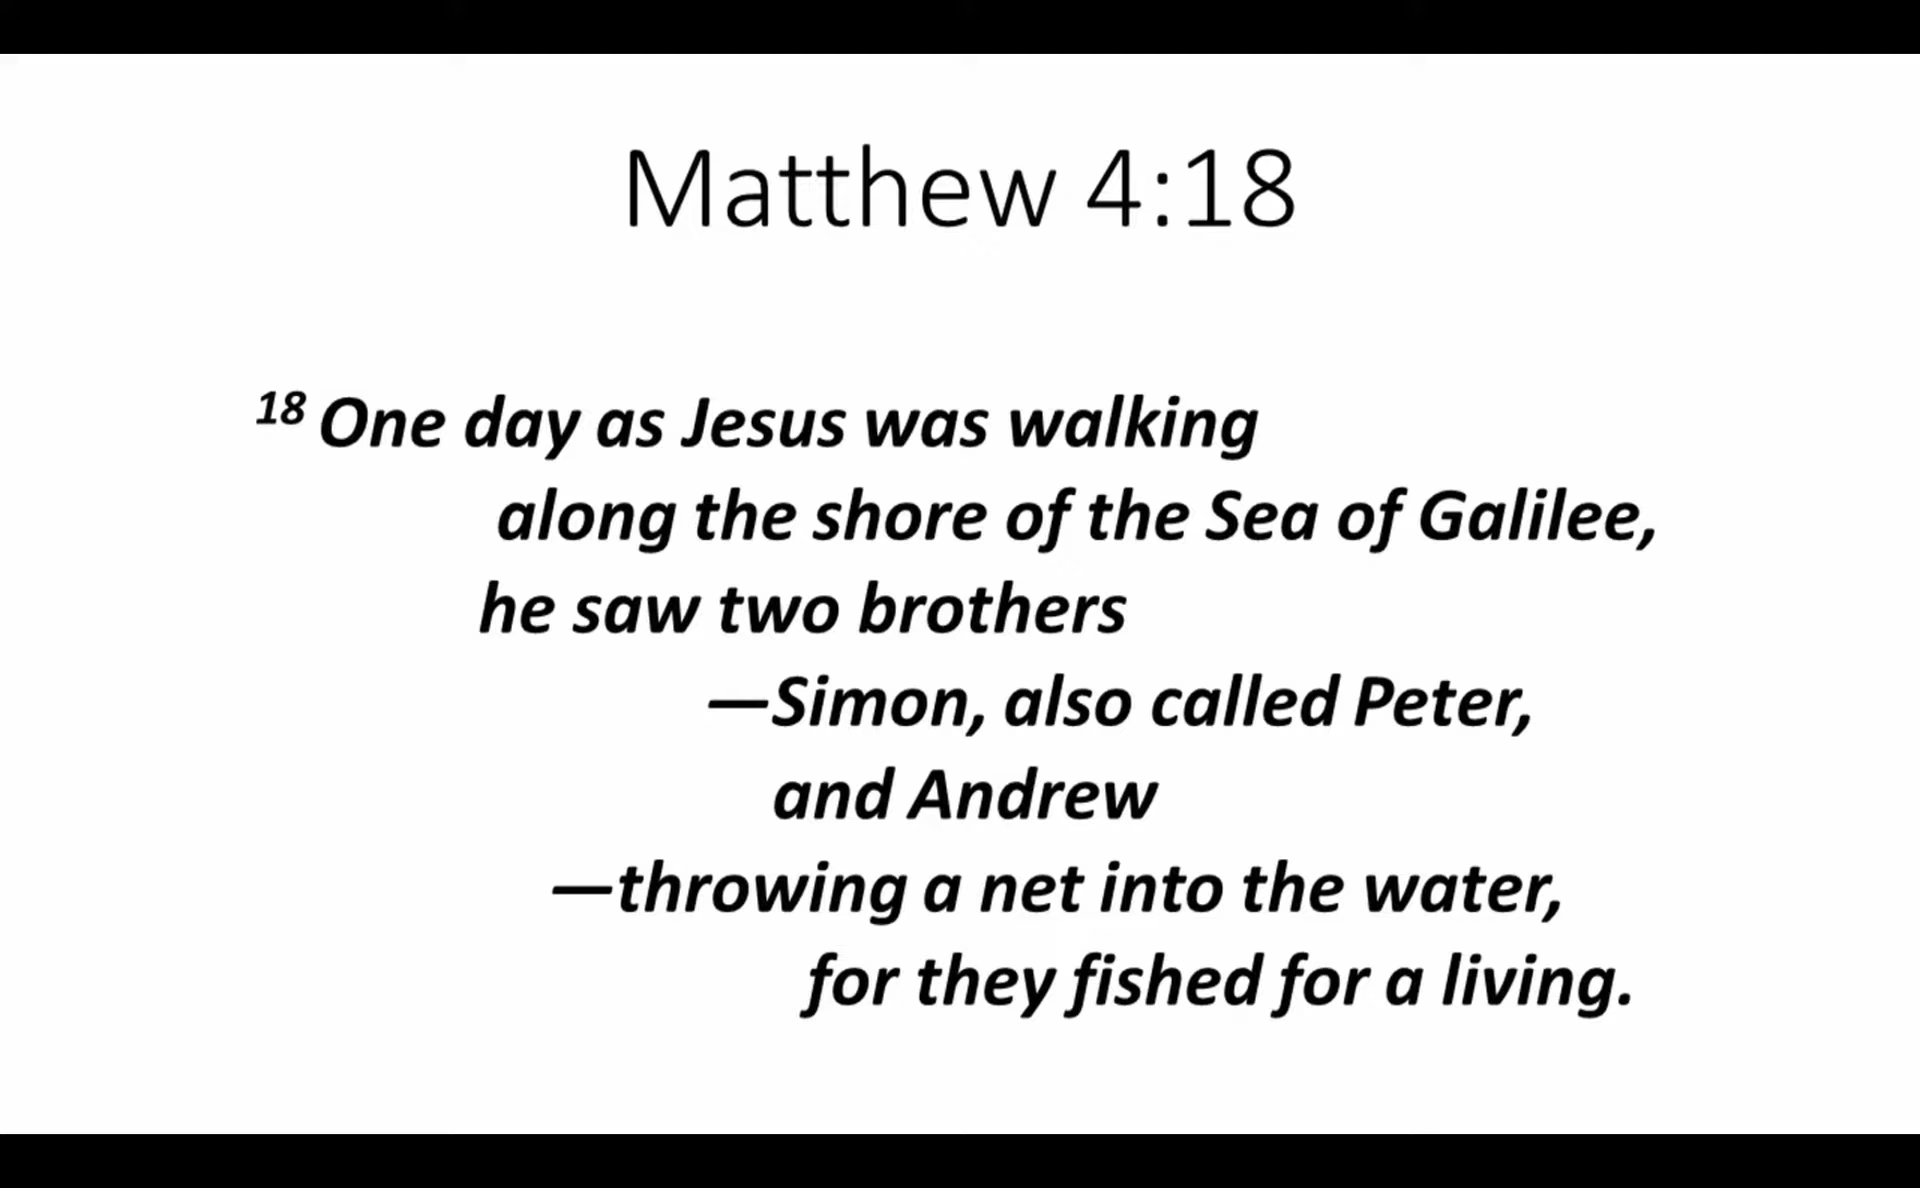 Matthew 4:18
18 One day as Jesus was walking
along the shore of the Sea of Galilee,
he saw two brothers
—Simon, also called Peter,
and Andrew
—throwing a net into the water,
for they fished for a living.